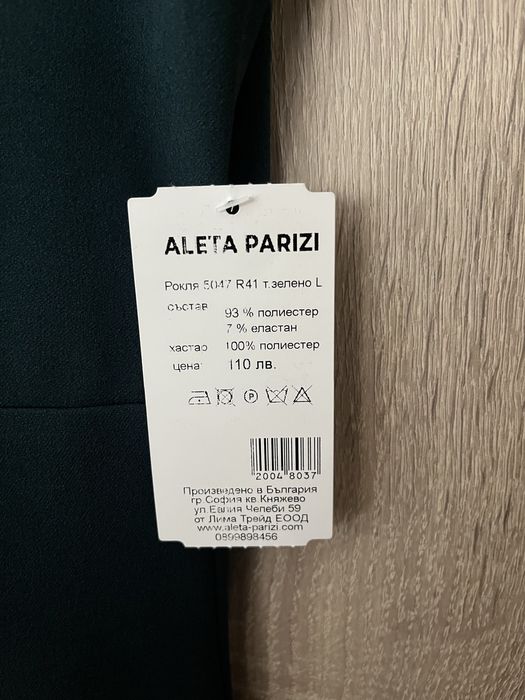 ALETA PARIZI
Рокля 5047 R41 т.зелено L
състав 93 % полиестер
7 % еластан
хастар 100% полиестер
цена: 110 лв.
P
2004 8037
Произведено в България
гр.София кв.Княжево
ул.Евлия Челеби 59
от Лима Трейд ЕООД
www.aleta-parizi.com
0899898456